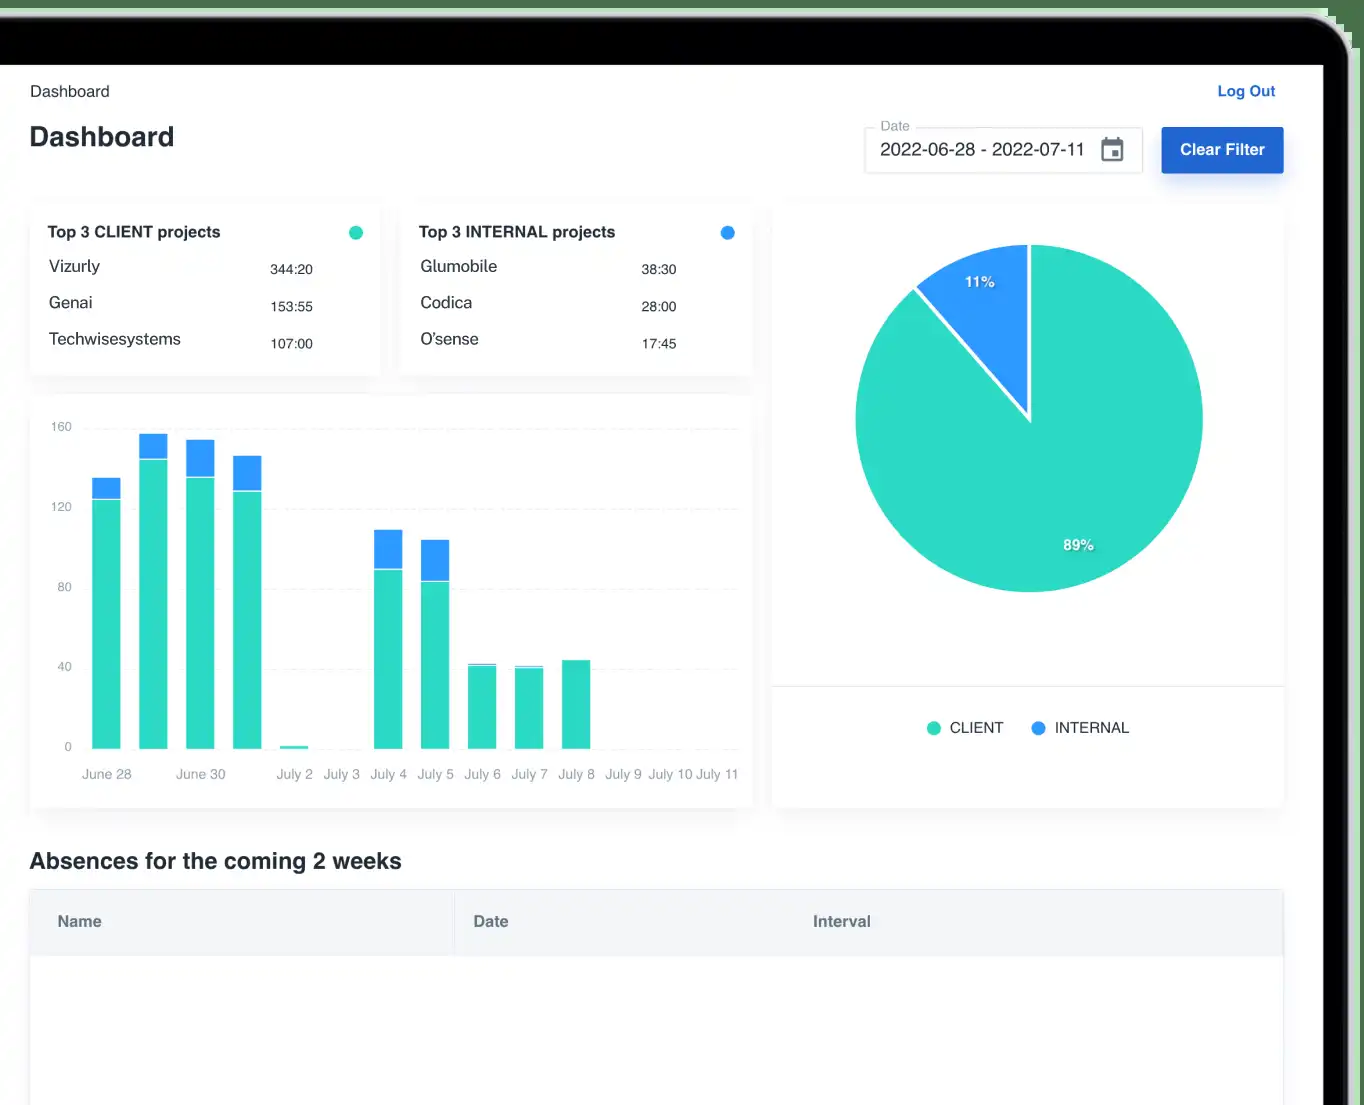 Dashboard
Log Out
Dashboard
Date
2022-06-28 - 2022-07-11
Clear Filter
Top 3 CLIENT projects
Vizurly 344:20
Genai 153:55
Techwisesystems 107:00
Top 3 INTERNAL projects
Glumobile 38:30
Codica 28:00
O'sense 17:45
160
120
80
40
0
June 28 June 30 July 2 July 3 July 4 July 5 July 6 July 7 July 8 July 9 July 10 July 11
11%
89%
CLIENT INTERNAL
Absences for the coming 2 weeks
Name Date Interval